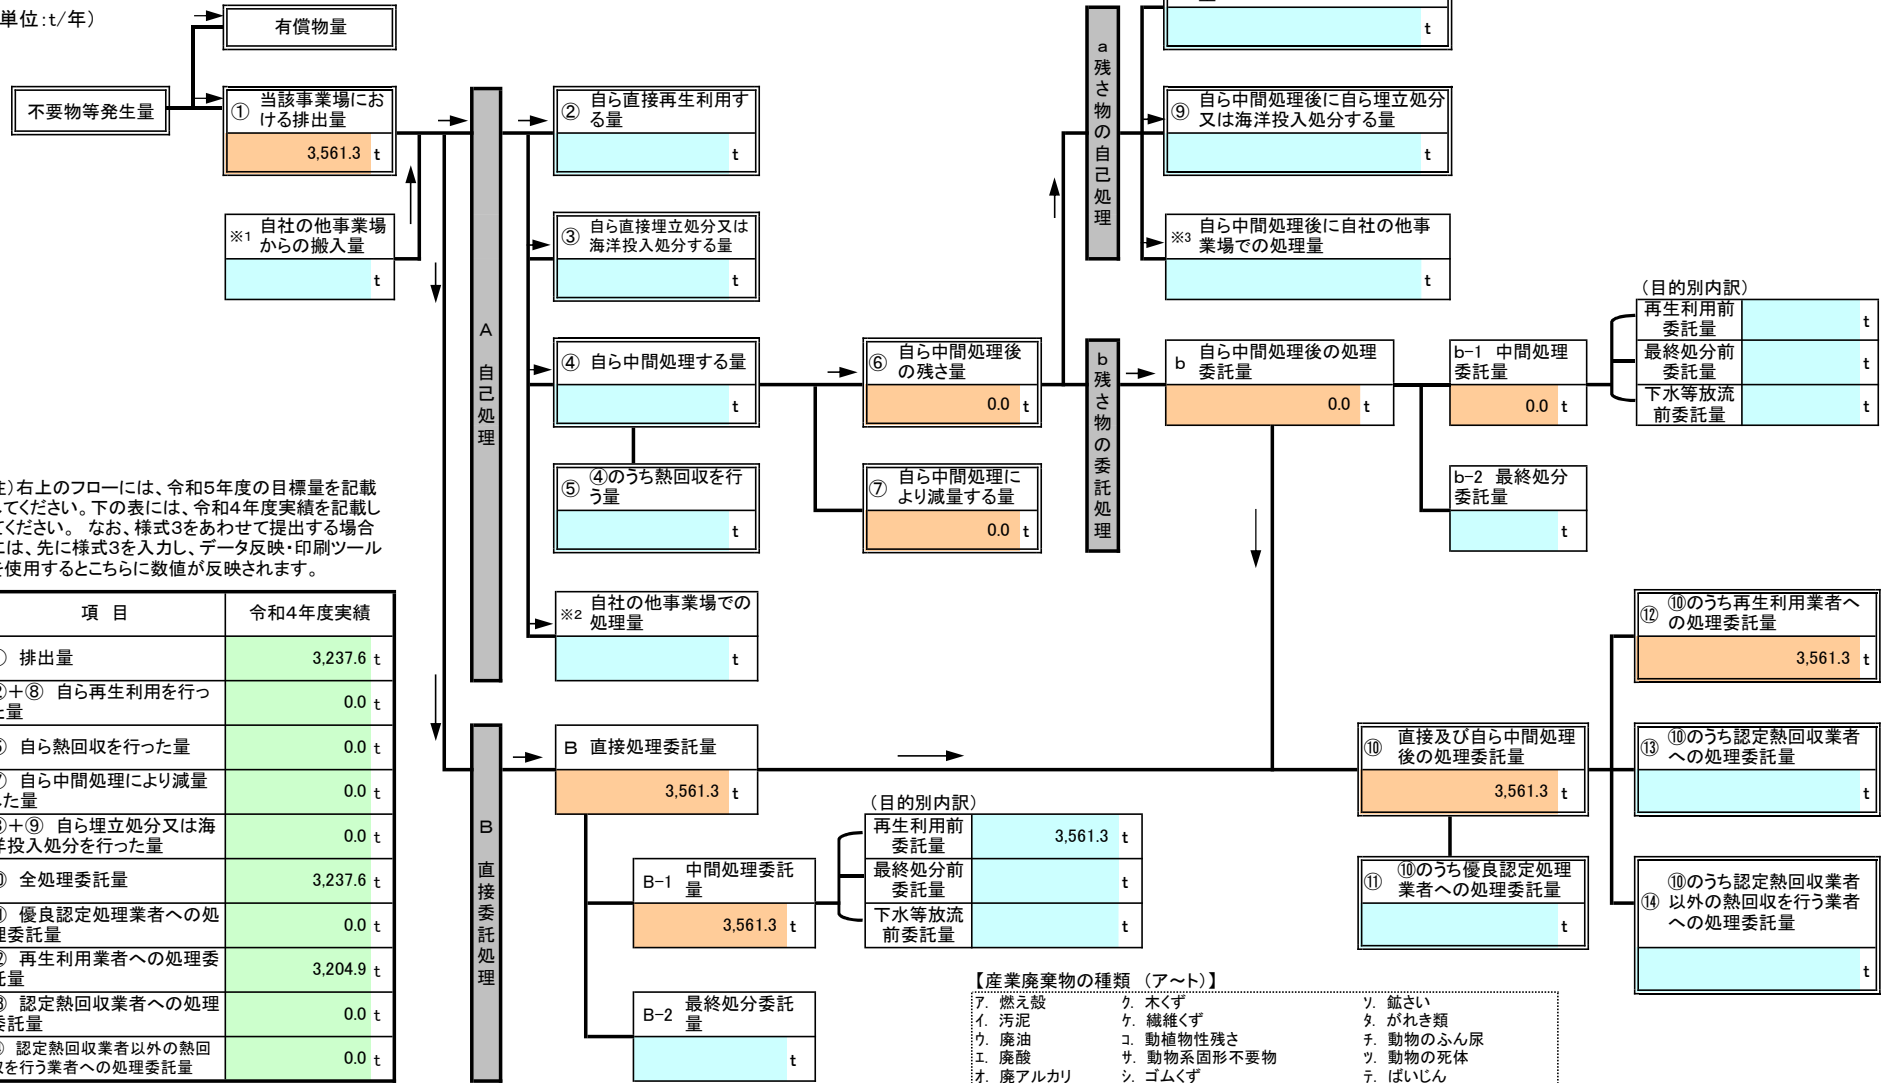 単位:t/年)
有償物量
不要物等発生量
① 当該事業場にお
ける排出量
3,561.3 t
※1 自社の他事業場
からの搬入量
t
A 自己処理
② 自ら直接再生利用す
る量
t
③ 自ら直接埋立処分又は
海洋投入処分する量
t
④ 自ら中間処理する量
t
⑤ ④のうち熱回収を行
う量
t
※2 自社の他事業場での
処理量
t
⑥ 自ら中間処理後
の残さ量
0.0 t
⑦ 自ら中間処理に
より減量する量
0.0 t
a 残さ物の自己処理
t
⑨ 自ら中間処理後に自ら埋立処分
又は海洋投入処分する量
t
※3 自ら中間処理後に自社の他事
業場での処理量
t
b 残さ物の委託処理
b 自ら中間処理後の処理
委託量
0.0 t
b-1 中間処理
委託量
0.0 t
b-2 最終処分
委託量
t
(目的別内訳)
再生利用前
委託量 t
最終処分前
委託量 t
下水等放流
前委託量 t
注)右上のフローには、令和5年度の目標量を記載
してください。下の表には、令和4年度実績を記載し
てください。 なお、様式3をあわせて提出する場合
には、先に様式3を入力し、データ反映・印刷ツール
を使用するとこちらに数値が反映されます。
項 目 令和4年度実績
① 排出量 3,237.6 t
②+⑧ 自ら再生利用を行っ
た量 0.0 t
⑤ 自ら熱回収を行った量 0.0 t
⑦ 自ら中間処理により減量
した量 0.0 t
③+⑨ 自ら埋立処分又は海
洋投入処分を行った量 0.0 t
⑩ 全処理委託量 3,237.6 t
⑪ 優良認定処理業者への処
理委託量 0.0 t
⑫ 再生利用業者への処理委
託量 3,204.9 t
⑬ 認定熱回収業者への処理
委託量 0.0 t
⑭ 認定熱回収業者以外の熱回
収を行う業者への処理委託量 0.0 t
B 直接委託処理
B 直接処理委託量
3,561.3 t
B-1 中間処理委託
量
3,561.3 t
B-2 最終処分委託
量
t
(目的別内訳)
再生利用前
委託量 3,561.3 t
最終処分前
委託量 t
下水等放流
前委託量 t
⑩ 直接及び自ら中間処理
後の処理委託量
3,561.3 t
⑪ ⑩のうち優良認定処理
業者への処理委託量
t
⑫ ⑩のうち再生利用業者へ
の処理委託量
3,561.3 t
⑬ ⑩のうち認定熱回収業者
への処理委託量
t
⑭ ⑩のうち認定熱回収業者
以外の熱回収を行う業者
への処理委託量
t
【産業廃棄物の種類 (ア~ト)】
ア. 燃え殻 ク. 木くず ソ. 鉱さい
イ. 汚泥 ケ. 繊維くず タ. がれき類
ウ. 廃油 コ. 動植物性残さ チ. 動物のふん尿
エ. 廃酸 サ. 動物系固形不要物 ツ. 動物の死体
オ. 廃アルカリ シ. ゴムくず テ. ばいじん